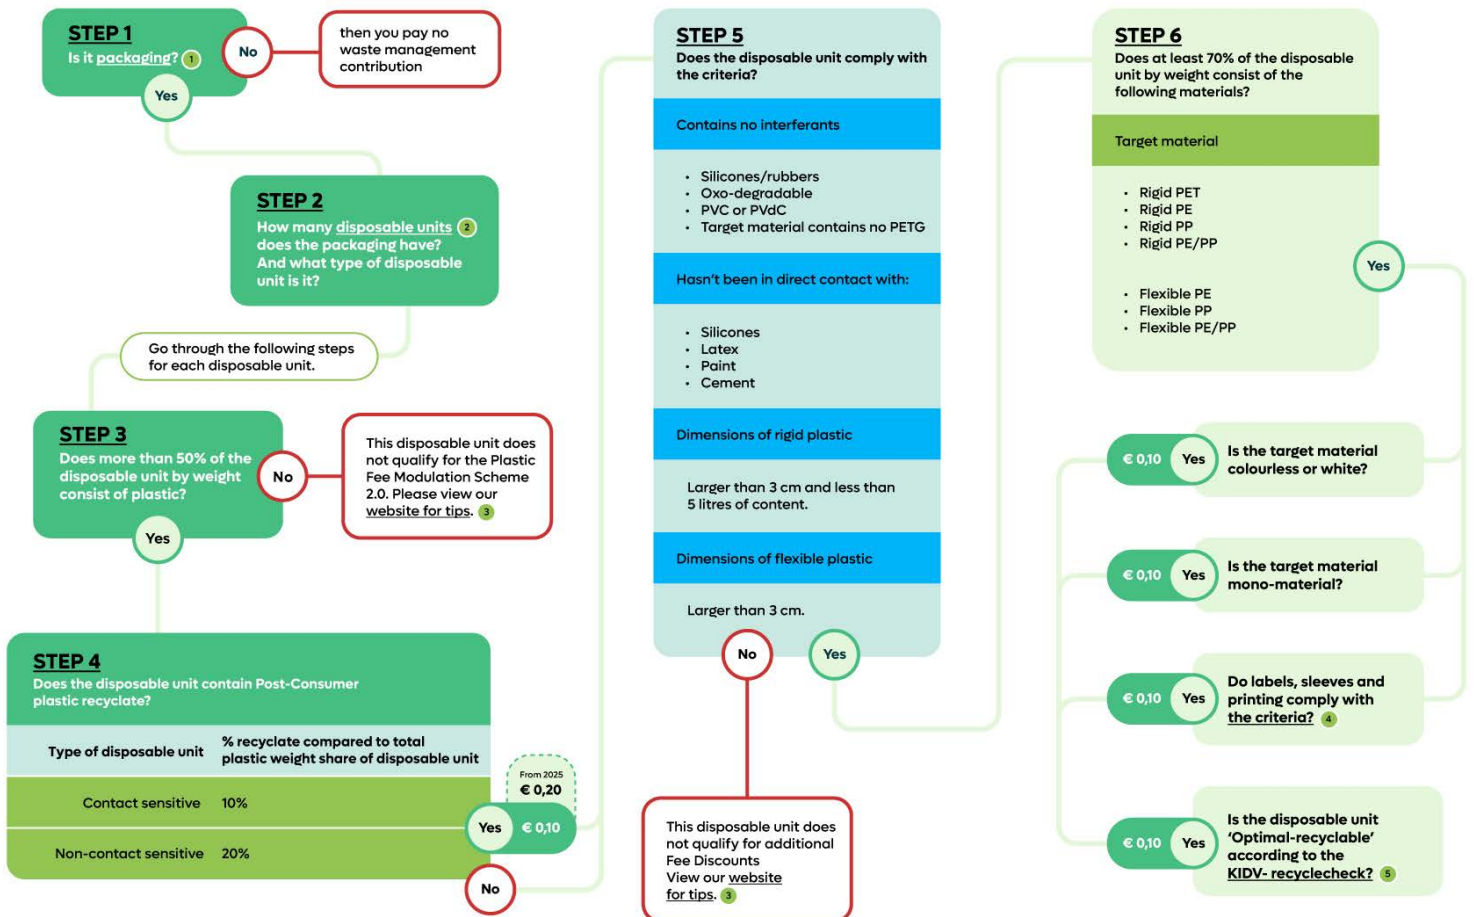 STEP 1
Is it packaging? 1
No
then you pay no
waste management
contribution
Yes
STEP 2
How many disposable units 2
does the packaging have?
And what type of disposable
unit is it?
Go through the following steps
for each disposable unit.
STEP 3
Does more than 50% of the
disposable unit by weight
consist of plastic?
No
This disposable unit does
not qualify for the Plastic
Fee Modulation Scheme
2.0. Please view our
website for tips. 3
Yes
STEP 4
Does the disposable unit contain Post-Consumer
plastic recyclate?
Type of disposable unit
% recyclate compared to total
plastic weight share of disposable unit
Contact sensitive 10%
Non-contact sensitive 20%
From 2025
€ 0,20
Yes € 0,10
No
STEP 5
Does the disposable unit comply with
the criteria?
Contains no interferants
• Silicones/rubbers
• Oxo-degradable
• PVC or PVdC
• Target material contains no PETG
Hasn't been in direct contact with:
• Silicones
• Latex
• Paint
• Cement
Dimensions of rigid plastic
Larger than 3 cm and less than
5 litres of content.
Dimensions of flexible plastic
Larger than 3 cm.
No
Yes
This disposable unit does
not qualify for additional
Fee Discounts
View our website
for tips. 3
STEP 6
Does at least 70% of the disposable
unit by weight consist of the
following materials?
Target material
• Rigid PET
• Rigid PE
• Rigid PP
• Rigid PE/PP
• Flexible PE
• Flexible PP
• Flexible PE/PP
Yes
€ 0,10 Yes
Is the target material
colourless or white?
€ 0,10 Yes
Is the target material
mono-material?
€ 0,10 Yes
Do labels, sleeves and
printing comply with
the criteria? 4
€ 0,10 Yes
Is the disposable unit
'Optimal-recyclable'
according to the
KIDV- recyclecheck? 5